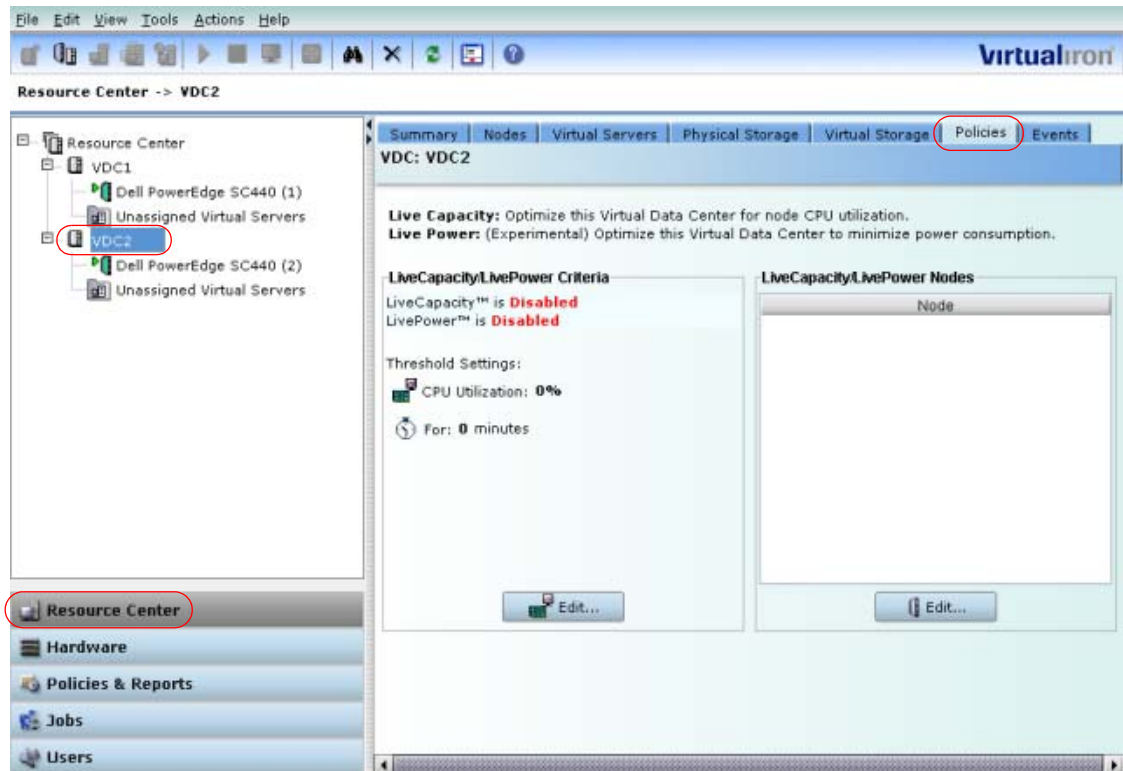 File Edit View Tools Actions Help
Virtualiron
Resource Center -> VDC2
Resource Center
VDC1
Dell PowerEdge SC440 (1)
Unassigned Virtual Servers
VDC2
Dell PowerEdge SC440 (2)
Unassigned Virtual Servers
Resource Center
Hardware
Policies & Reports
Jobs
Users
Summary Nodes Virtual Servers Physical Storage Virtual Storage Policies Events
VDC: VDC2
Live Capacity: Optimize this Virtual Data Center for node CPU utilization.
Live Power: (Experimental) Optimize this Virtual Data Center to minimize power consumption.
LiveCapacity/LivePower Criteria
LiveCapacity™ is Disabled
LivePower™ is Disabled
Threshold Settings:
CPU Utilization: 0%
For: 0 minutes
Edit...
LiveCapacity/LivePower Nodes
Node
Edit...